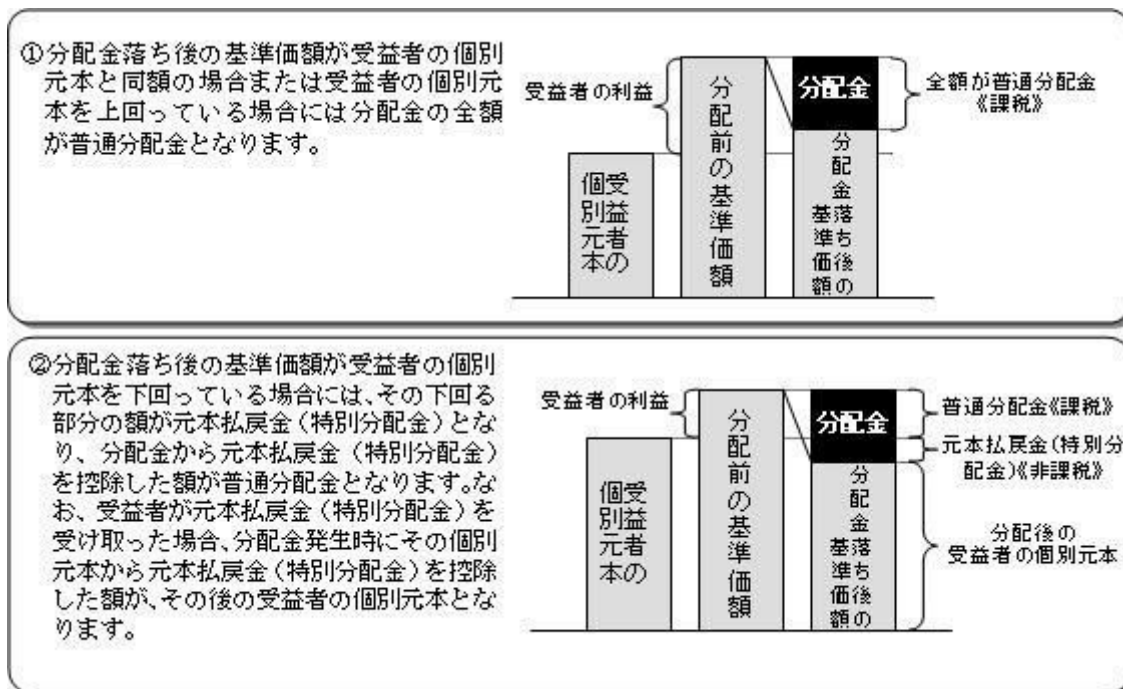 ①分配金落ち後の基準価額が受益者の個別
元本と同額の場合または受益者の個別元
本を上回っている場合には分配金の全額
が普通分配金となります。
受益者の利益
受益者の
個別元本
分配前の基準価額
分配金
分配金落ち後の
基準価額
全額が普通分配金
《課税》
②分配金落ち後の基準価額が受益者の個別
元本を下回っている場合には、その下回る
部分の額が元本払戻金(特別分配金)とな
り、分配金から元本払戻金(特別分配金)
を控除した額が普通分配金となります。な
お、受益者が元本払戻金(特別分配金)を
受け取った場合、分配金発生時にその個別
元本から元本払戻金(特別分配金)を控除
した額が、その後の受益者の個別元本とな
ります。
受益者の利益
受益者の
個別元本
分配前の基準価額
分配金
分配金落ち後の
基準価額
普通分配金《課税》
元本払戻金(特別分
配金)《非課税》
分配後の
受益者の個別元本